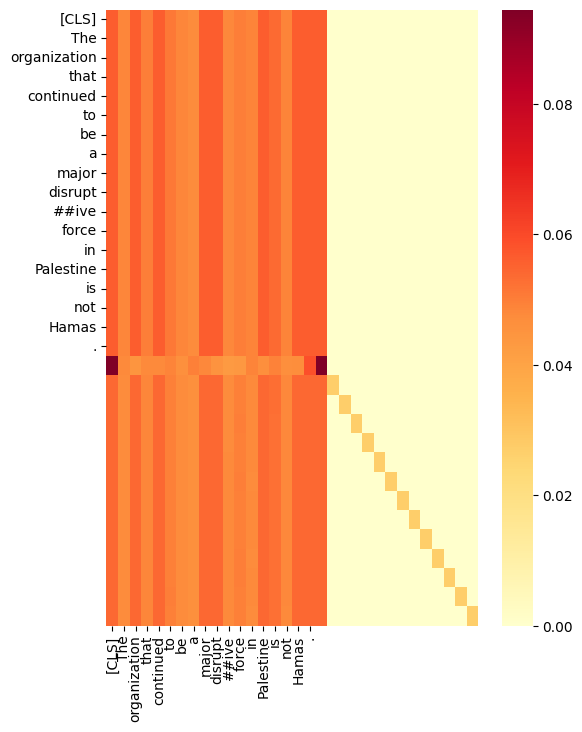 [CLS]
The
organization
that
continued
to
be
a
major
disrupt
##ive
force
in
Palestine
is
not
Hamas
.
0.08
0.06
0.04
0.02
0.00
[CLS]
The
organization
that
continued
to
be
a
major
disrupt
##ive
force
in
Palestine
is
not
Hamas
.